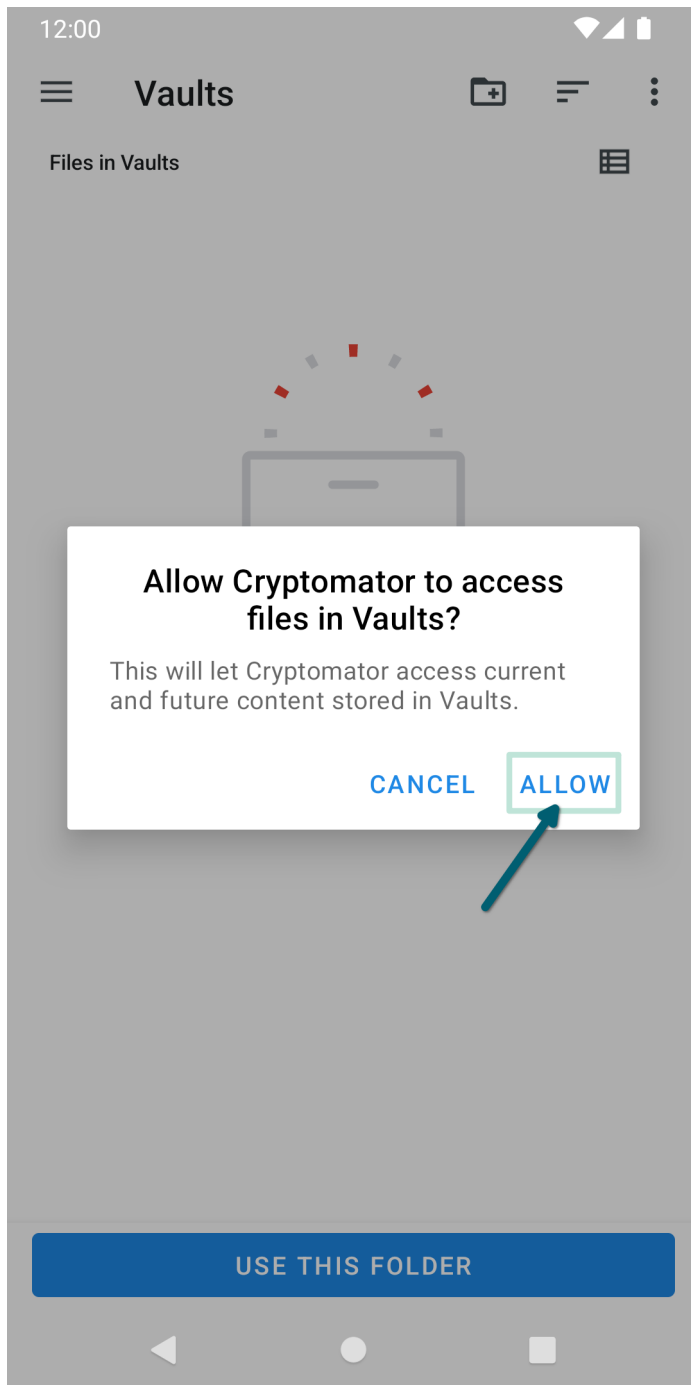 12:00
Vaults
Files in Vaults
Allow Cryptomator to access
files in Vaults?
This will let Cryptomator access current
and future content stored in Vaults.
CANCEL ALLOW
USE THIS FOLDER